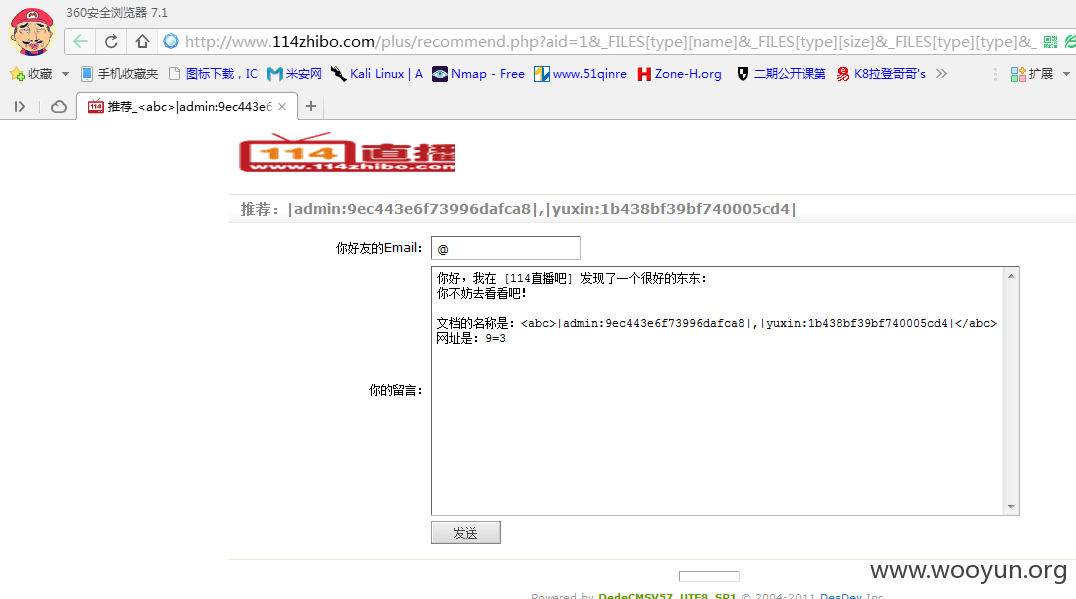 360安全浏览器 7.1
http://www.114zhibo.com/plus/recommend.php?aid=1&_FILES[type][name]&_FILES[type][size]&_FILES[type][type]&_
收藏 手机收藏夹 图标下载，IC 米安网 Kali Linux | A Nmap - Free www.51qinre Zone-H.org 二期公开课第 K8拉登哥哥's 扩展
推荐_<abc>|admin:9ec443e6
114直播
www.114zhibo.com
推荐：|admin:9ec443e6f73996dafca8|,|yuxin:1b438bf39bf740005cd4|
你好友的Email： @
你好，我在 [114直播吧] 发现了一个很好的东东：
你不妨去看看吧！
文档的名称是：<abc>|admin:9ec443e6f73996dafca8|,|yuxin:1b438bf39bf740005cd4|</abc>
网址是：9=3
你的留言：
发送
www.wooyun.org
Powered by DedeCMSV57_UTF8_SP1 © 2004-2011 DesDev Inc.